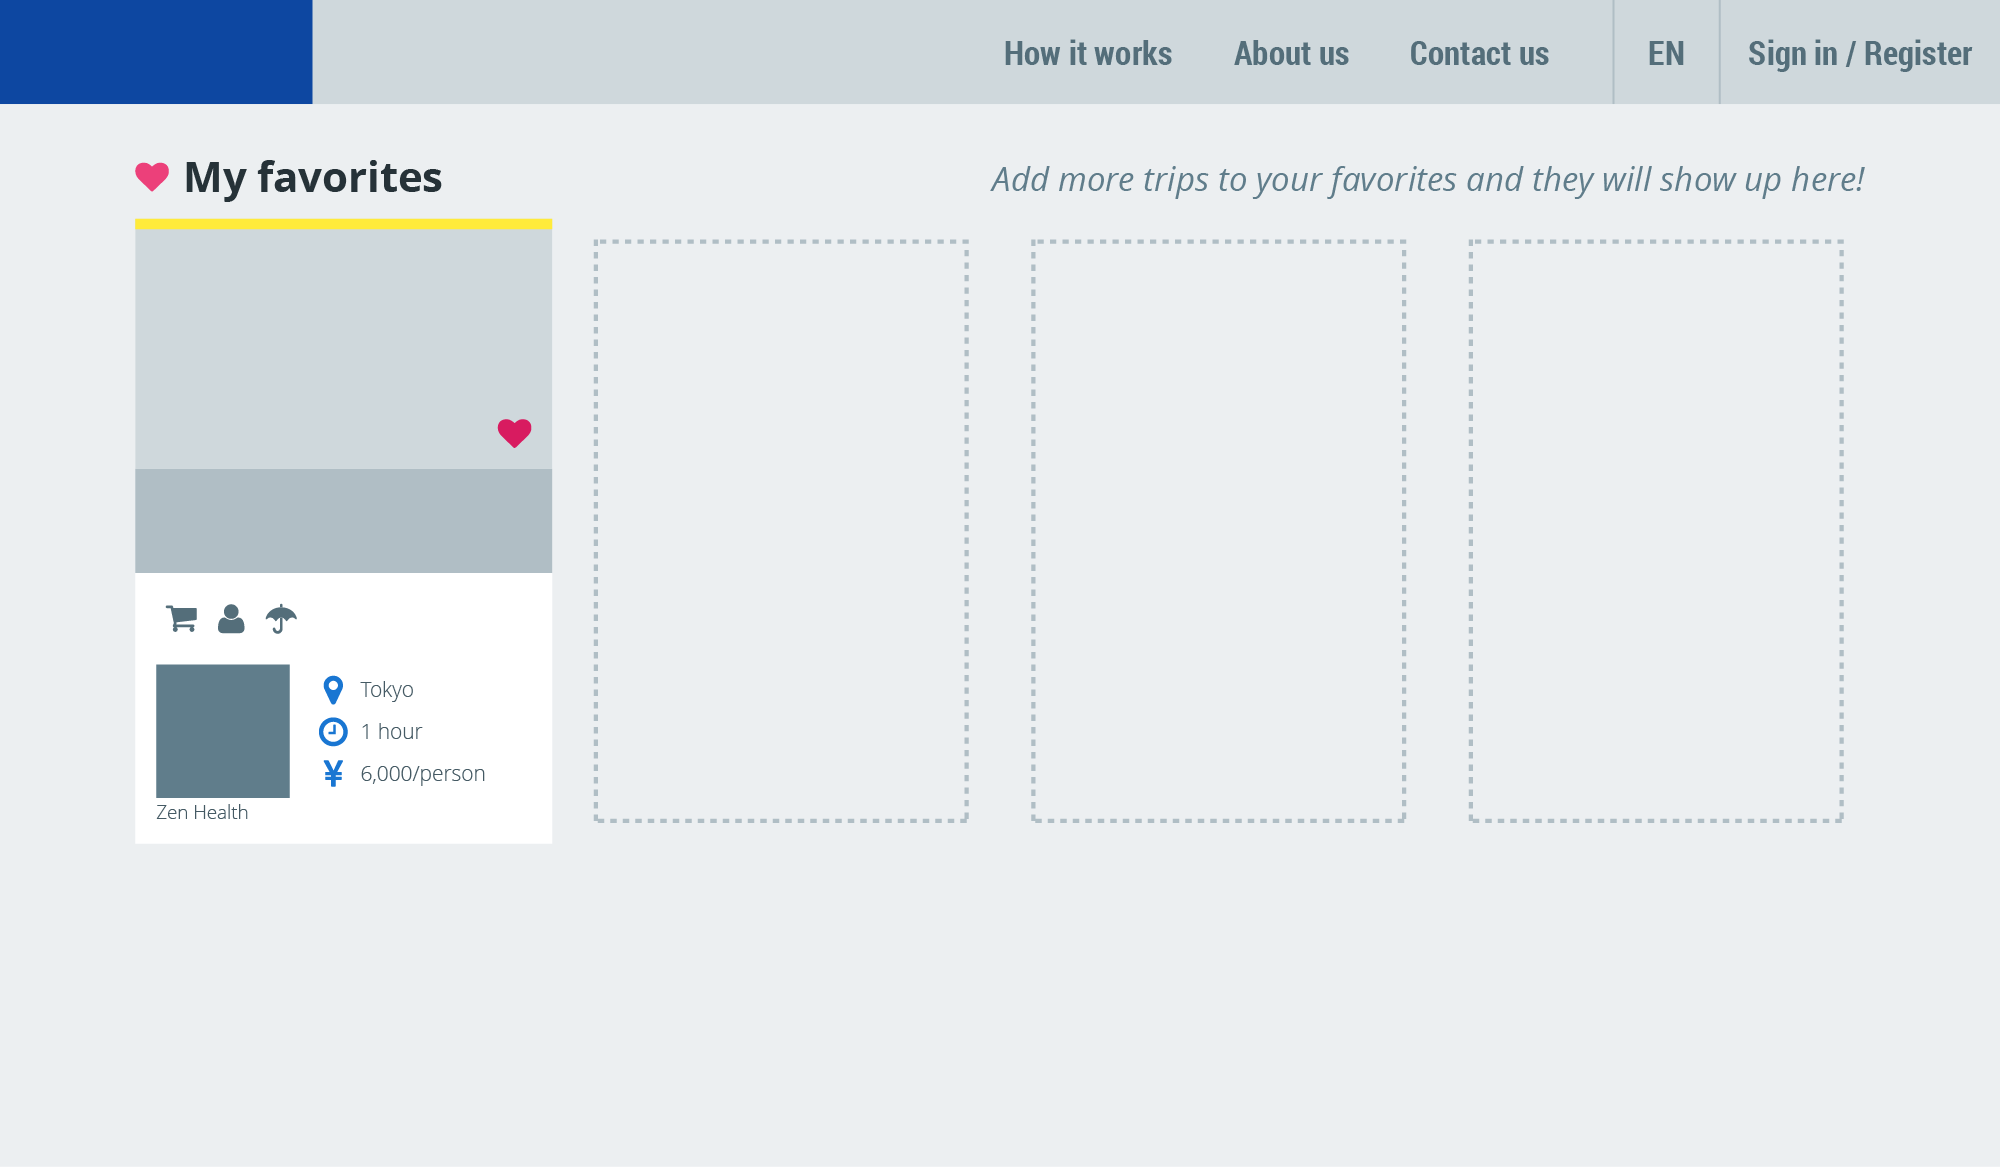 How it works
About us
Contact us
EN
Sign in / Register
My favorites
Add more trips to your favorites and they will show up here!
Tokyo
1 hour
¥ 6,000/person
Zen Health